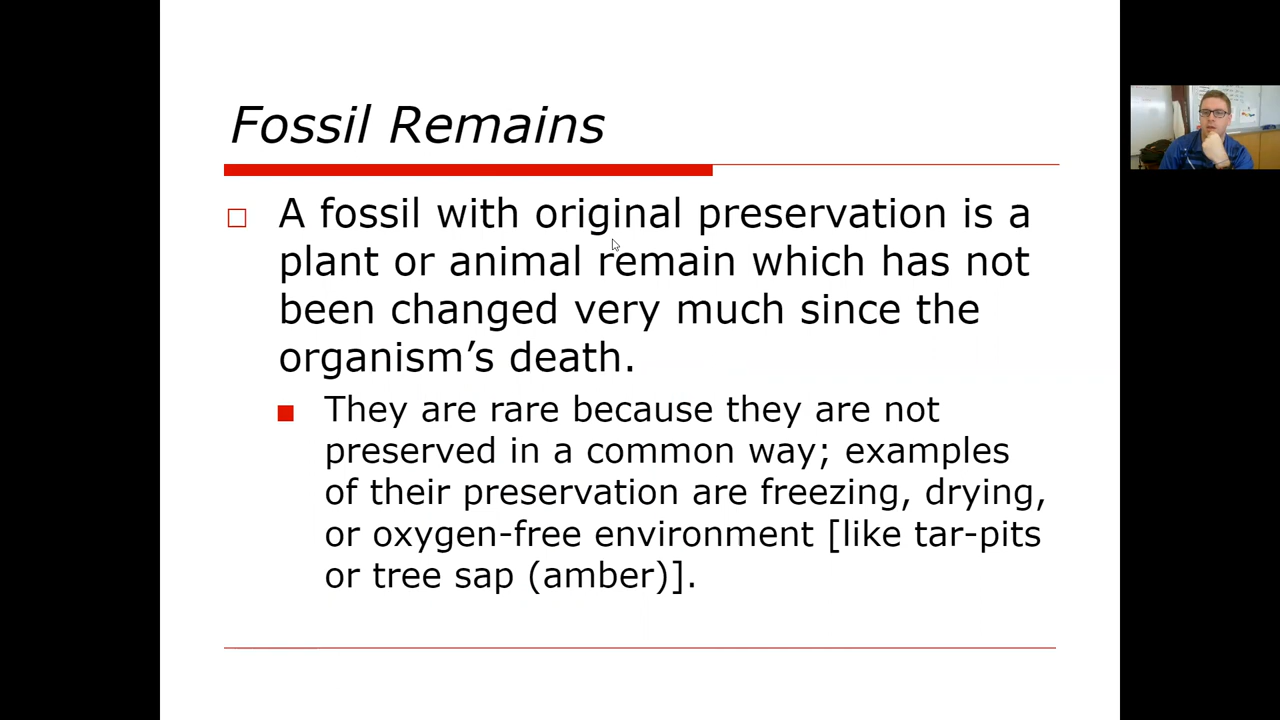 Fossil Remains
A fossil with original preservation is a
plant or animal remain which has not
been changed very much since the
organism’s death.
They are rare because they are not
preserved in a common way; examples
of their preservation are freezing, drying,
or oxygen-free environment [like tar-pits
or tree sap (amber)].